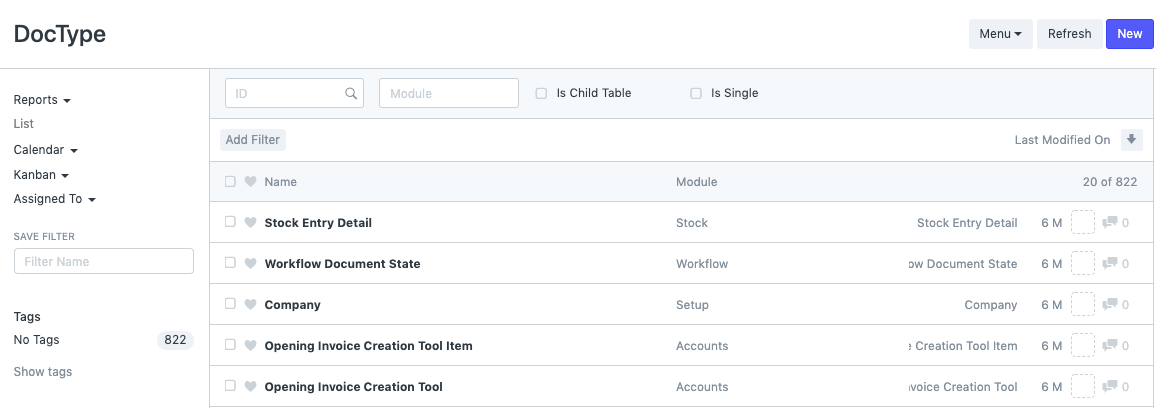 DocType
Menu
Refresh
New
Reports
List
Calendar
Kanban
Assigned To
SAVE FILTER
Filter Name
Tags
No Tags 822
Show tags
ID
Module
Is Child Table
Is Single
Add Filter
Last Modified On
Name Module 20 of 822
Stock Entry Detail Stock Stock Entry Detail 6 M 0
Workflow Document State Workflow ow Document State 6 M 0
Company Setup Company 6 M 0
Opening Invoice Creation Tool Item Accounts Creation Tool Item 6 M 0
Opening Invoice Creation Tool Accounts voice Creation Tool 6 M 0